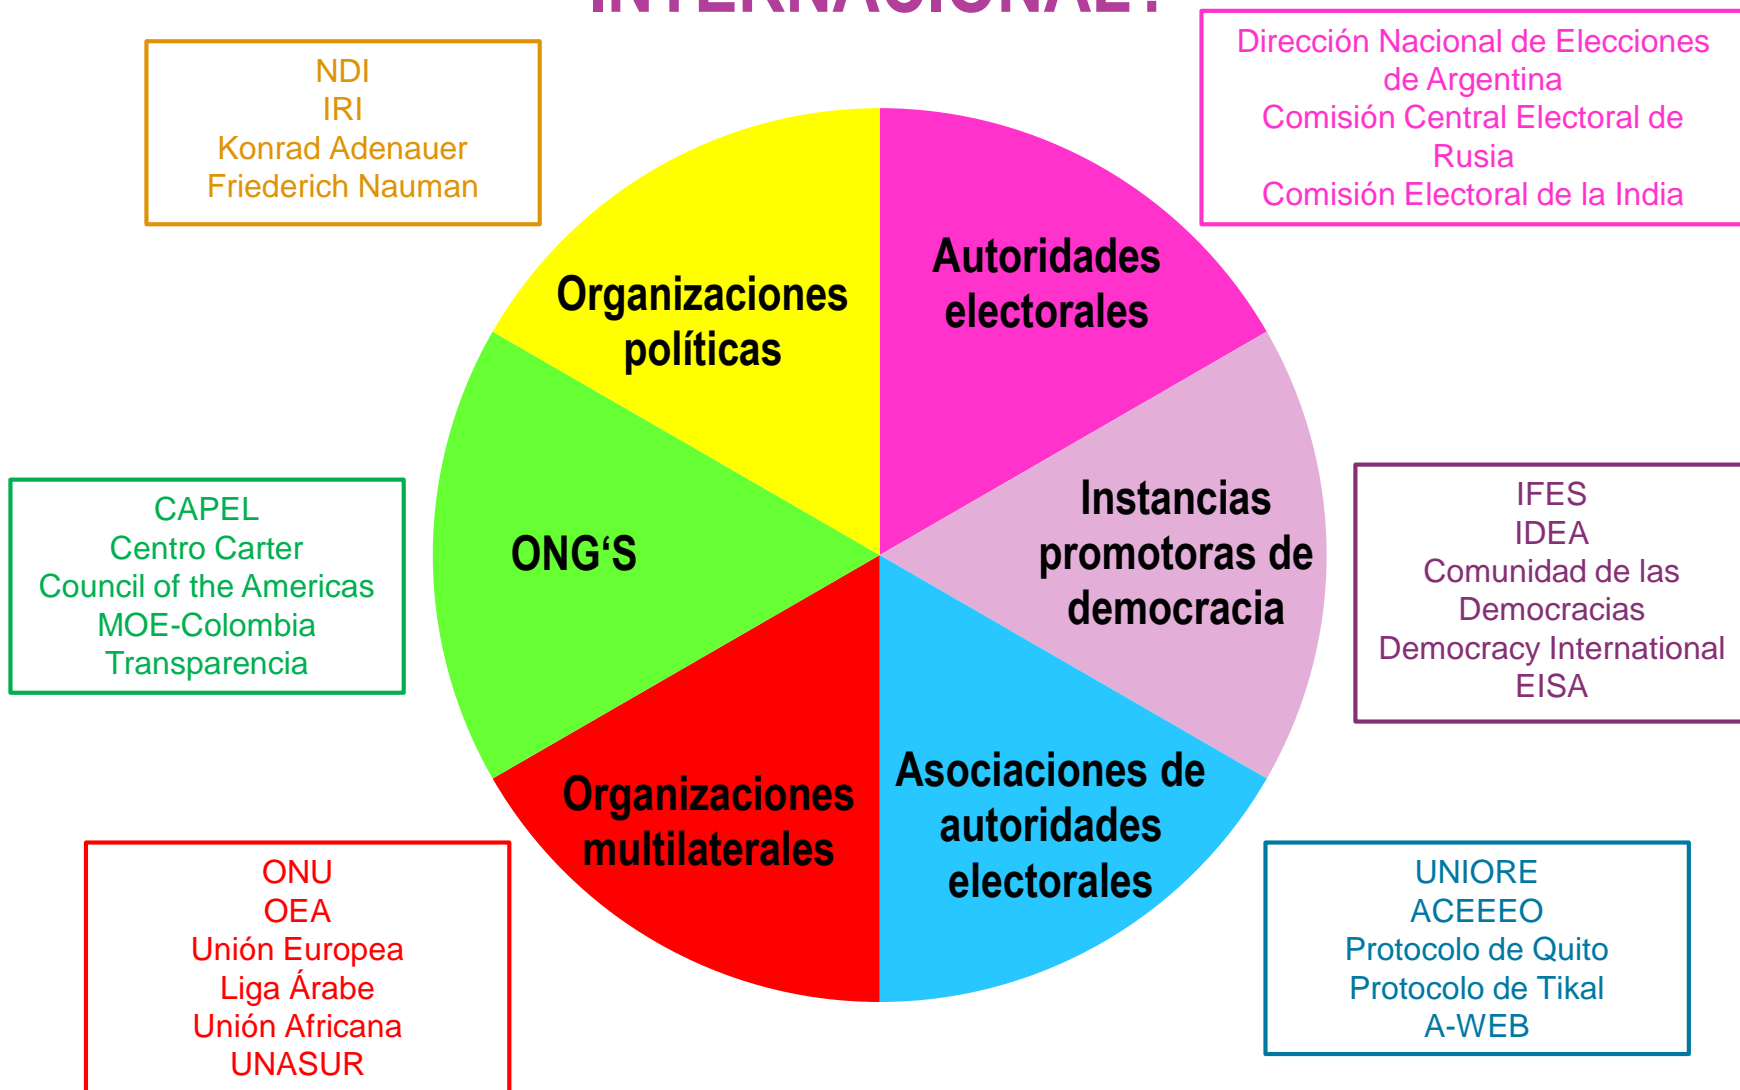 INTERNACIONAL?
NDI
IRI
Konrad Adenauer
Friederich Nauman
Dirección Nacional de Elecciones
de Argentina
Comisión Central Electoral de
Rusia
Comisión Electoral de la India
Organizaciones
políticas
Autoridades
electorales
CAPEL
Centro Carter
Council of the Americas
MOE-Colombia
Transparencia
ONG‘S
Instancias
promotoras de
democracia
IFES
IDEA
Comunidad de las
Democracias
Democracy International
EISA
Organizaciones
multilaterales
Asociaciones de
autoridades
electorales
ONU
OEA
Unión Europea
Liga Árabe
Unión Africana
UNASUR
UNIORE
ACEEEO
Protocolo de Quito
Protocolo de Tikal
A-WEB